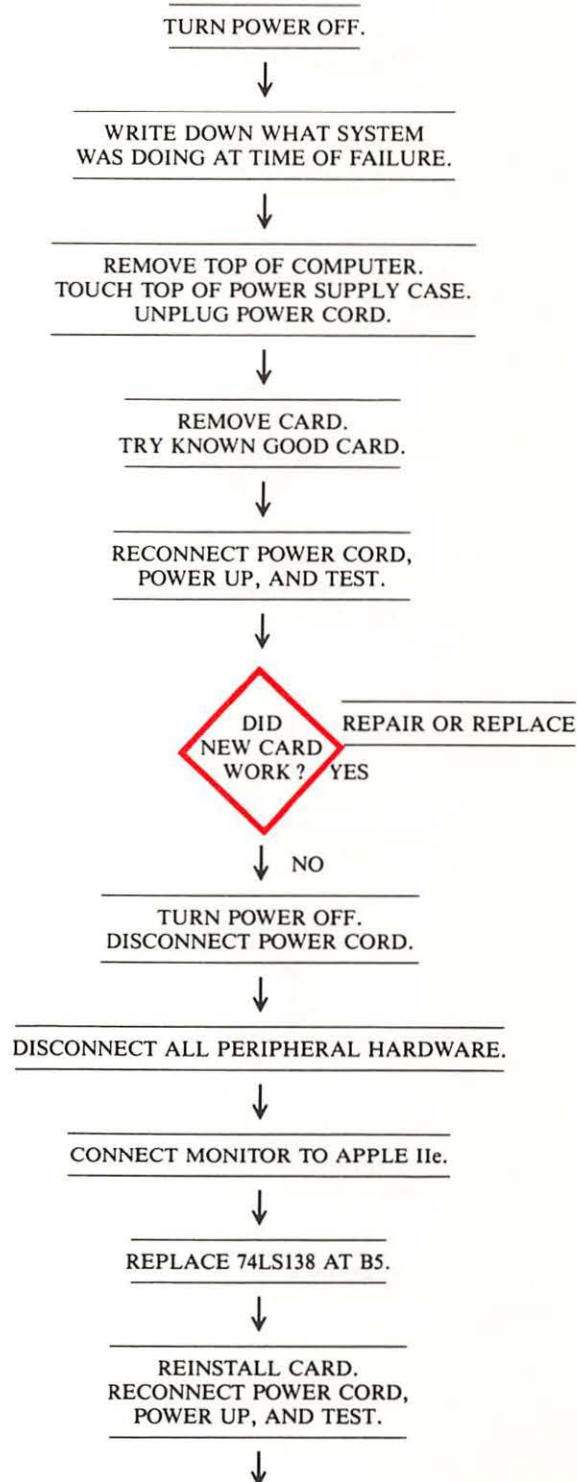 TURN POWER OFF.
WRITE DOWN WHAT SYSTEM
WAS DOING AT TIME OF FAILURE.
REMOVE TOP OF COMPUTER.
TOUCH TOP OF POWER SUPPLY CASE.
UNPLUG POWER CORD.
REMOVE CARD.
TRY KNOWN GOOD CARD.
RECONNECT POWER CORD,
POWER UP, AND TEST.
DID
NEW CARD
WORK?
REPAIR OR REPLACE
YES
NO
TURN POWER OFF.
DISCONNECT POWER CORD.
DISCONNECT ALL PERIPHERAL HARDWARE.
CONNECT MONITOR TO APPLE IIe.
REPLACE 74LS138 AT B5.
REINSTALL CARD.
RECONNECT POWER CORD,
POWER UP, AND TEST.